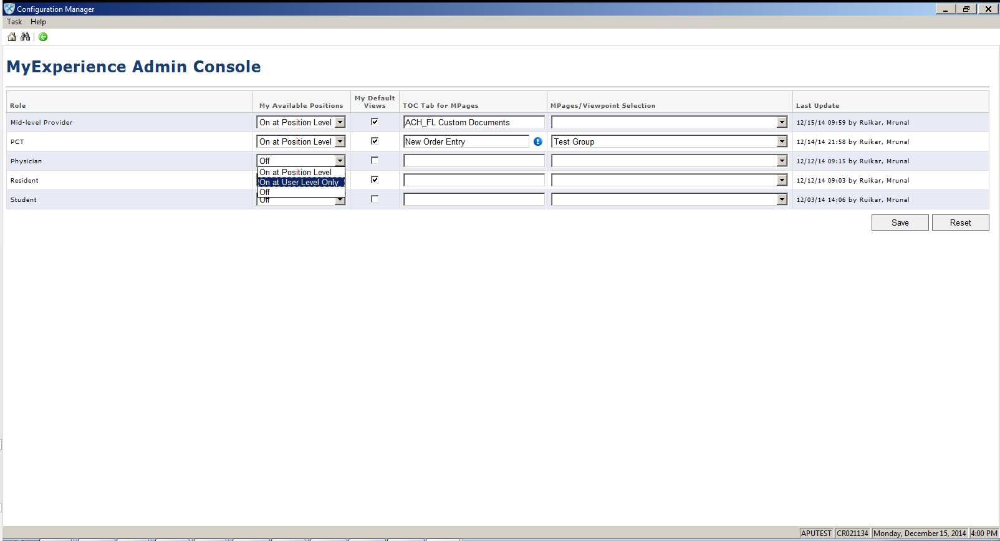 Configuration Manager
Task Help
MyExperience Admin Console
Role My Available Positions My Default Views TOC Tab for MPages MPages/Viewpoint Selection Last Update
Mid-level Provider On at Position Level ACH_FL Custom Documents 12/15/14 09:59 by Ruikar, Mrunal
PCT On at Position Level New Order Entry Test Group 12/14/14 21:58 by Ruikar, Mrunal
Physician Off 12/12/14 09:15 by Ruikar, Mrunal
On at Position Level
Resident On at User Level Only 12/12/14 09:03 by Ruikar, Mrunal
Off
Student Off 12/03/14 14:06 by Ruikar, Mrunal
Save Reset
APUTEST CR021134 Monday, December 15, 2014 4:00 PM